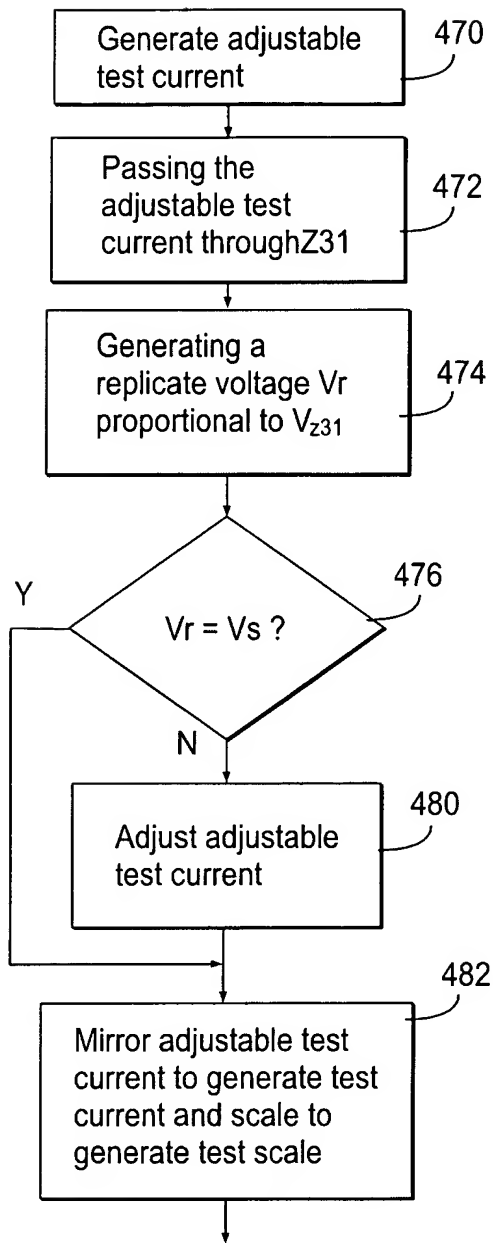 Generate adjustable
test current
470
Passing the
adjustable test
current throughZ31
472
Generating a
replicate voltage Vr
proportional to Vz31
474
Y
Vr = Vs ?
476
N
Adjust adjustable
test current
480
Mirror adjustable test
current to generate test
current and scale to
generate test scale
482